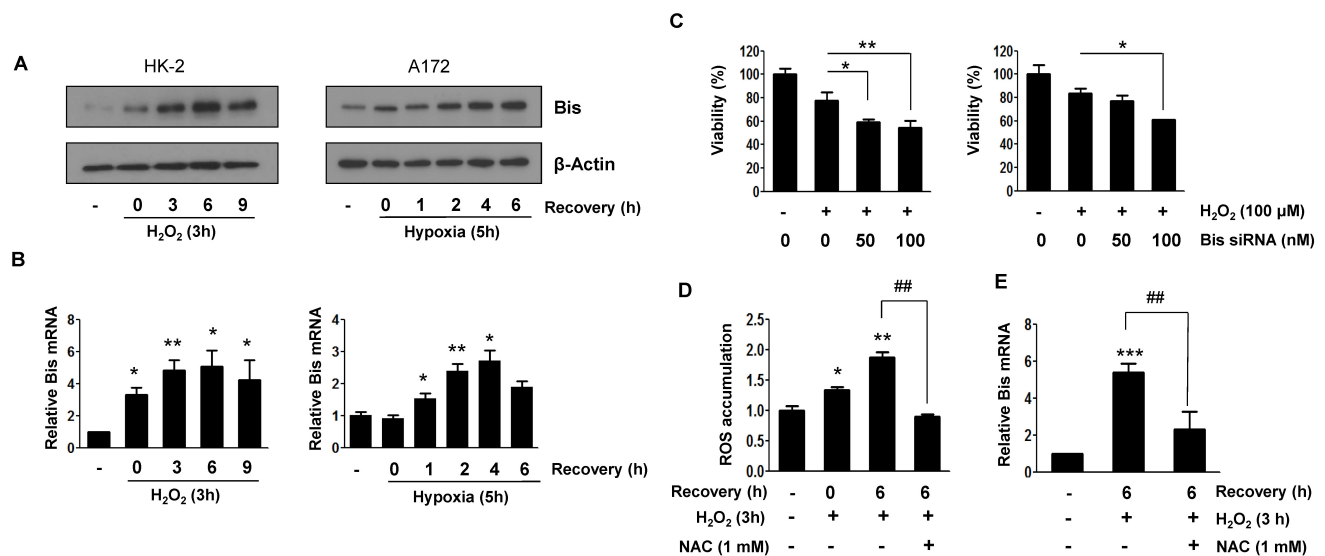 A
HK-2
A172
Bis
β-Actin
- 0 3 6 9
H₂O₂ (3h)
- 0 1 2 4 6 Recovery (h)
Hypoxia (5h)
B
Relative Bis mRNA
8
6
4
2
0
* ** * *
- 0 3 6 9
H₂O₂ (3h)
Relative Bis mRNA
4
3
2
1
0
* ** *
- 0 1 2 4 6 Recovery (h)
Hypoxia (5h)
C
Viability (%)
120
100
80
60
40
20
0
**
*
- + + +
0 0 50 100
Viability (%)
120
100
80
60
40
20
0
*
- + + + H₂O₂ (100 µM)
0 0 50 100 Bis siRNA (nM)
D
ROS accumulation
2.5
2.0
1.5
1.0
0.5
0.0
##
* **
Recovery (h) - 0 6 6
H₂O₂ (3h) - + + +
NAC (1 mM) - - - +
E
Relative Bis mRNA
8
6
4
2
0
##
***
- 6 6 Recovery (h)
- + + H₂O₂ (3 h)
- - + NAC (1 mM)